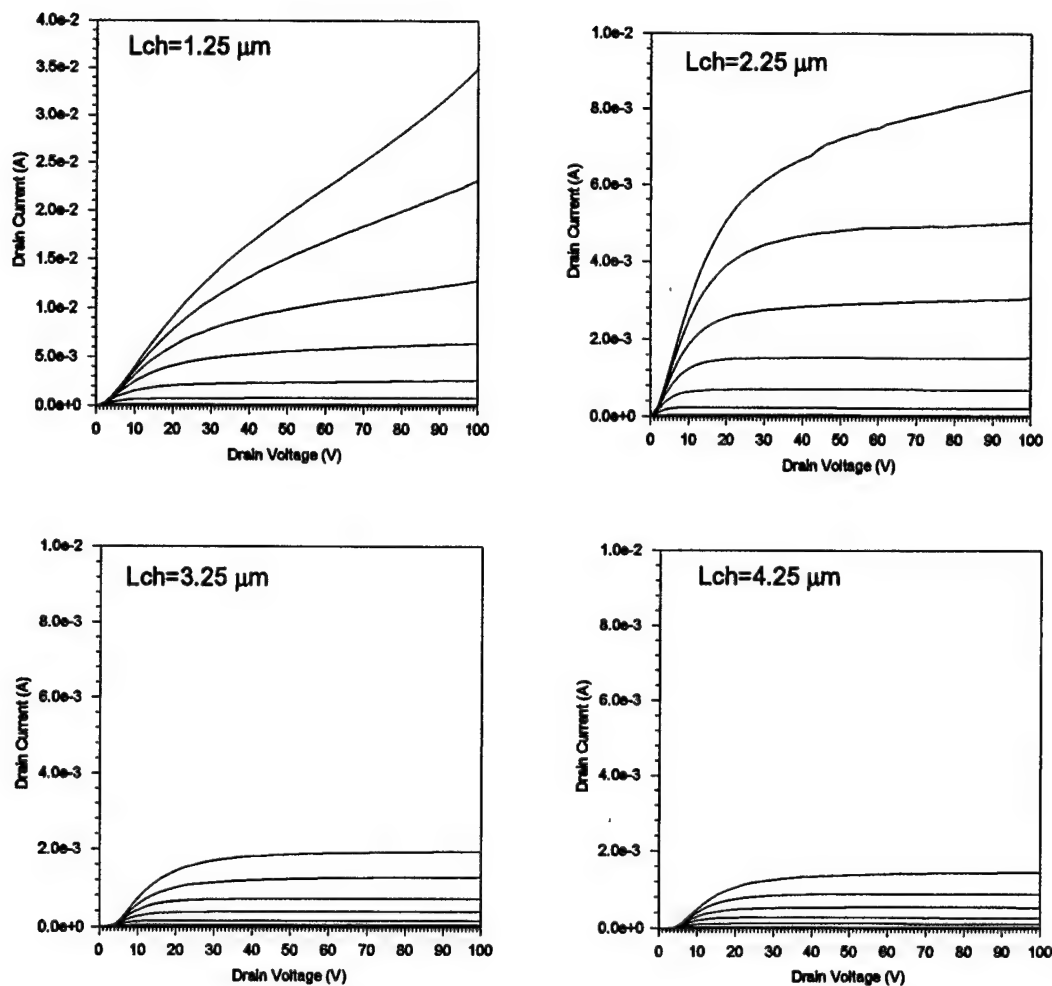 Lch=1.25 μm
Drain Current (A)
4.0e-2
3.5e-2
3.0e-2
2.5e-2
2.0e-2
1.5e-2
1.0e-2
5.0e-3
0.0e+0
0 10 20 30 40 50 60 70 80 90 100
Drain Voltage (V)
Lch=2.25 μm
Drain Current (A)
1.0e-2
8.0e-3
6.0e-3
4.0e-3
2.0e-3
0.0e+0
0 10 20 30 40 50 60 70 80 90 100
Drain Voltage (V)
Lch=3.25 μm
Drain Current (A)
1.0e-2
8.0e-3
6.0e-3
4.0e-3
2.0e-3
0.0e+0
0 10 20 30 40 50 60 70 80 90 100
Drain Voltage (V)
Lch=4.25 μm
Drain Current (A)
1.0e-2
8.0e-3
6.0e-3
4.0e-3
2.0e-3
0.0e+0
0 10 20 30 40 50 60 70 80 90 100
Drain Voltage (V)